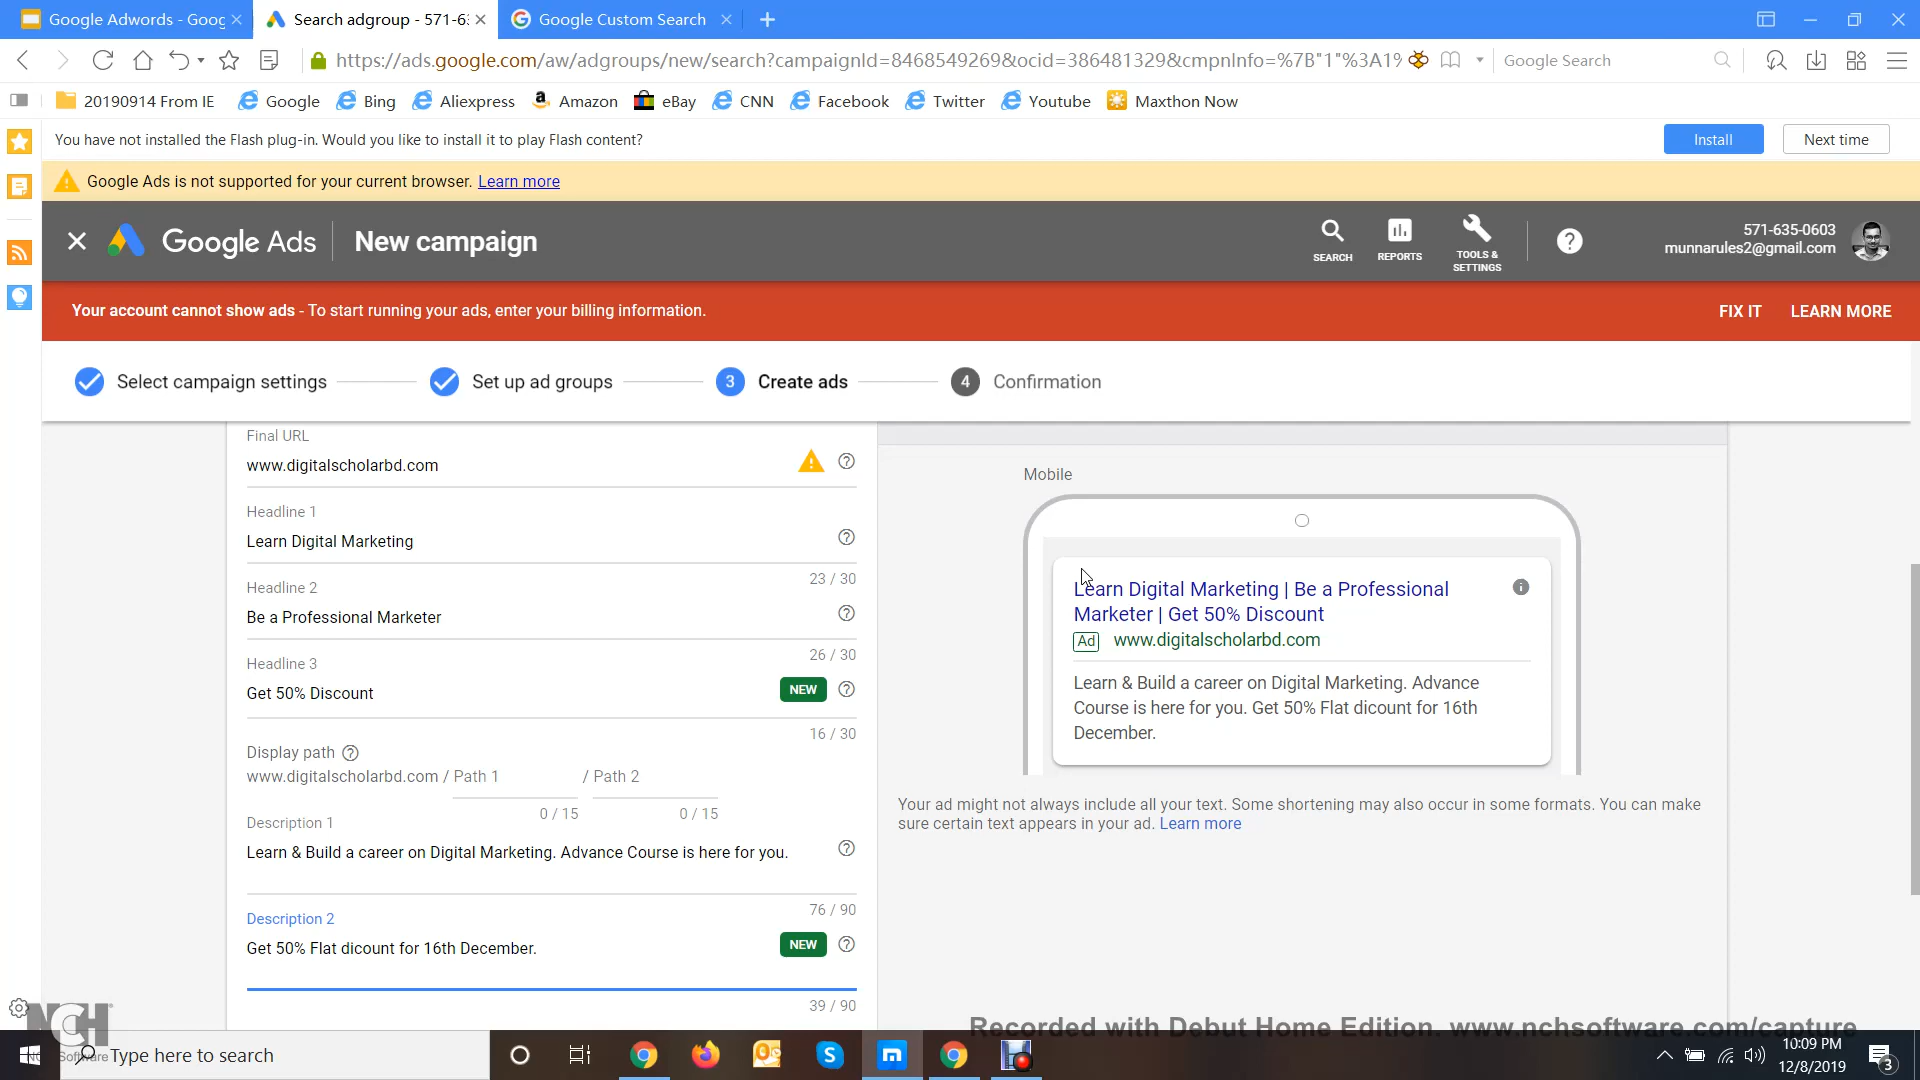 Google Adwords - Goog
Search adgroup - 571-63
Google Custom Search
https://ads.google.com/aw/adgroups/new/search?campaignId=8468549269&ocid=386481329&cmpnInfo=%7B"1"%3A1%
Google Search
20190914 From IE
Google
Bing
Aliexpress
Amazon
eBay
CNN
Facebook
Twitter
Youtube
Maxthon Now
You have not installed the Flash plug-in. Would you like to install it to play Flash content?
Install
Next time
Google Ads is not supported for your current browser. Learn more
Google Ads
New campaign
SEARCH
REPORTS
TOOLS & SETTINGS
571-635-0603
munnarules2@gmail.com
Your account cannot show ads - To start running your ads, enter your billing information.
FIX IT
LEARN MORE
Select campaign settings
Set up ad groups
3 Create ads
4 Confirmation
Final URL
www.digitalscholarbd.com
Headline 1
Learn Digital Marketing
23 / 30
Headline 2
Be a Professional Marketer
26 / 30
Headline 3
Get 50% Discount
NEW
16 / 30
Display path
www.digitalscholarbd.com / Path 1 / Path 2
0 / 15
0 / 15
Description 1
Learn & Build a career on Digital Marketing. Advance Course is here for you.
76 / 90
Description 2
Get 50% Flat dicount for 16th December.
NEW
39 / 90
Mobile
Learn Digital Marketing | Be a Professional
Marketer | Get 50% Discount
Ad www.digitalscholarbd.com
Learn & Build a career on Digital Marketing. Advance
Course is here for you. Get 50% Flat dicount for 16th
December.
Your ad might not always include all your text. Some shortening may also occur in some formats. You can make
sure certain text appears in your ad. Learn more
NCH
Software
Recorded with Debut Home Edition. www.nchsoftware.com/capture
Type here to search
10:09 PM
12/8/2019
3